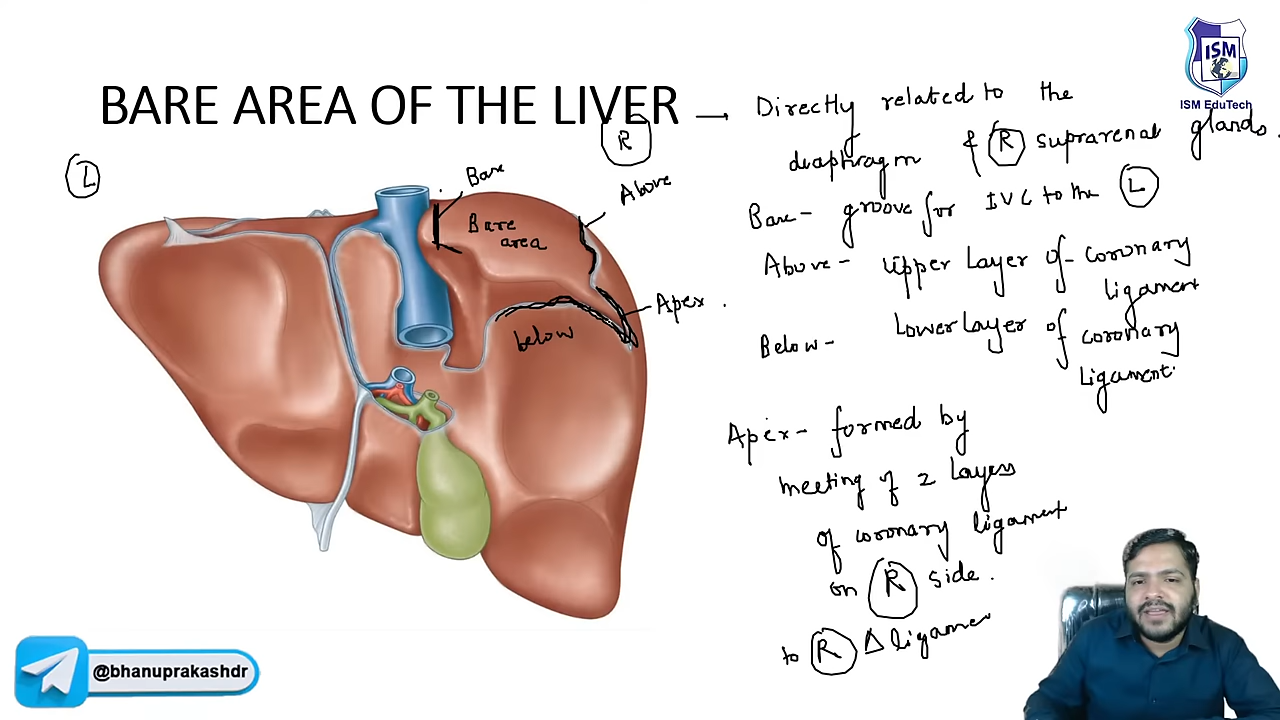 BARE AREA OF THE LIVER → Directly related to the
diaphragm & (R) suprarenal glands.
Base - groove for IVC to the (L)
Above - Upper Layer of coronary
ligament
Below - Lower Layer of coronary
Ligament.
Apex - formed by
meeting of 2 Layers
of coronary ligament
on (R) side.
to (R) Δ ligament
(L)
(R)
Base
Above
Bare
area
Apex
below
ISM
ISM EduTech
@bhanuprakashdr